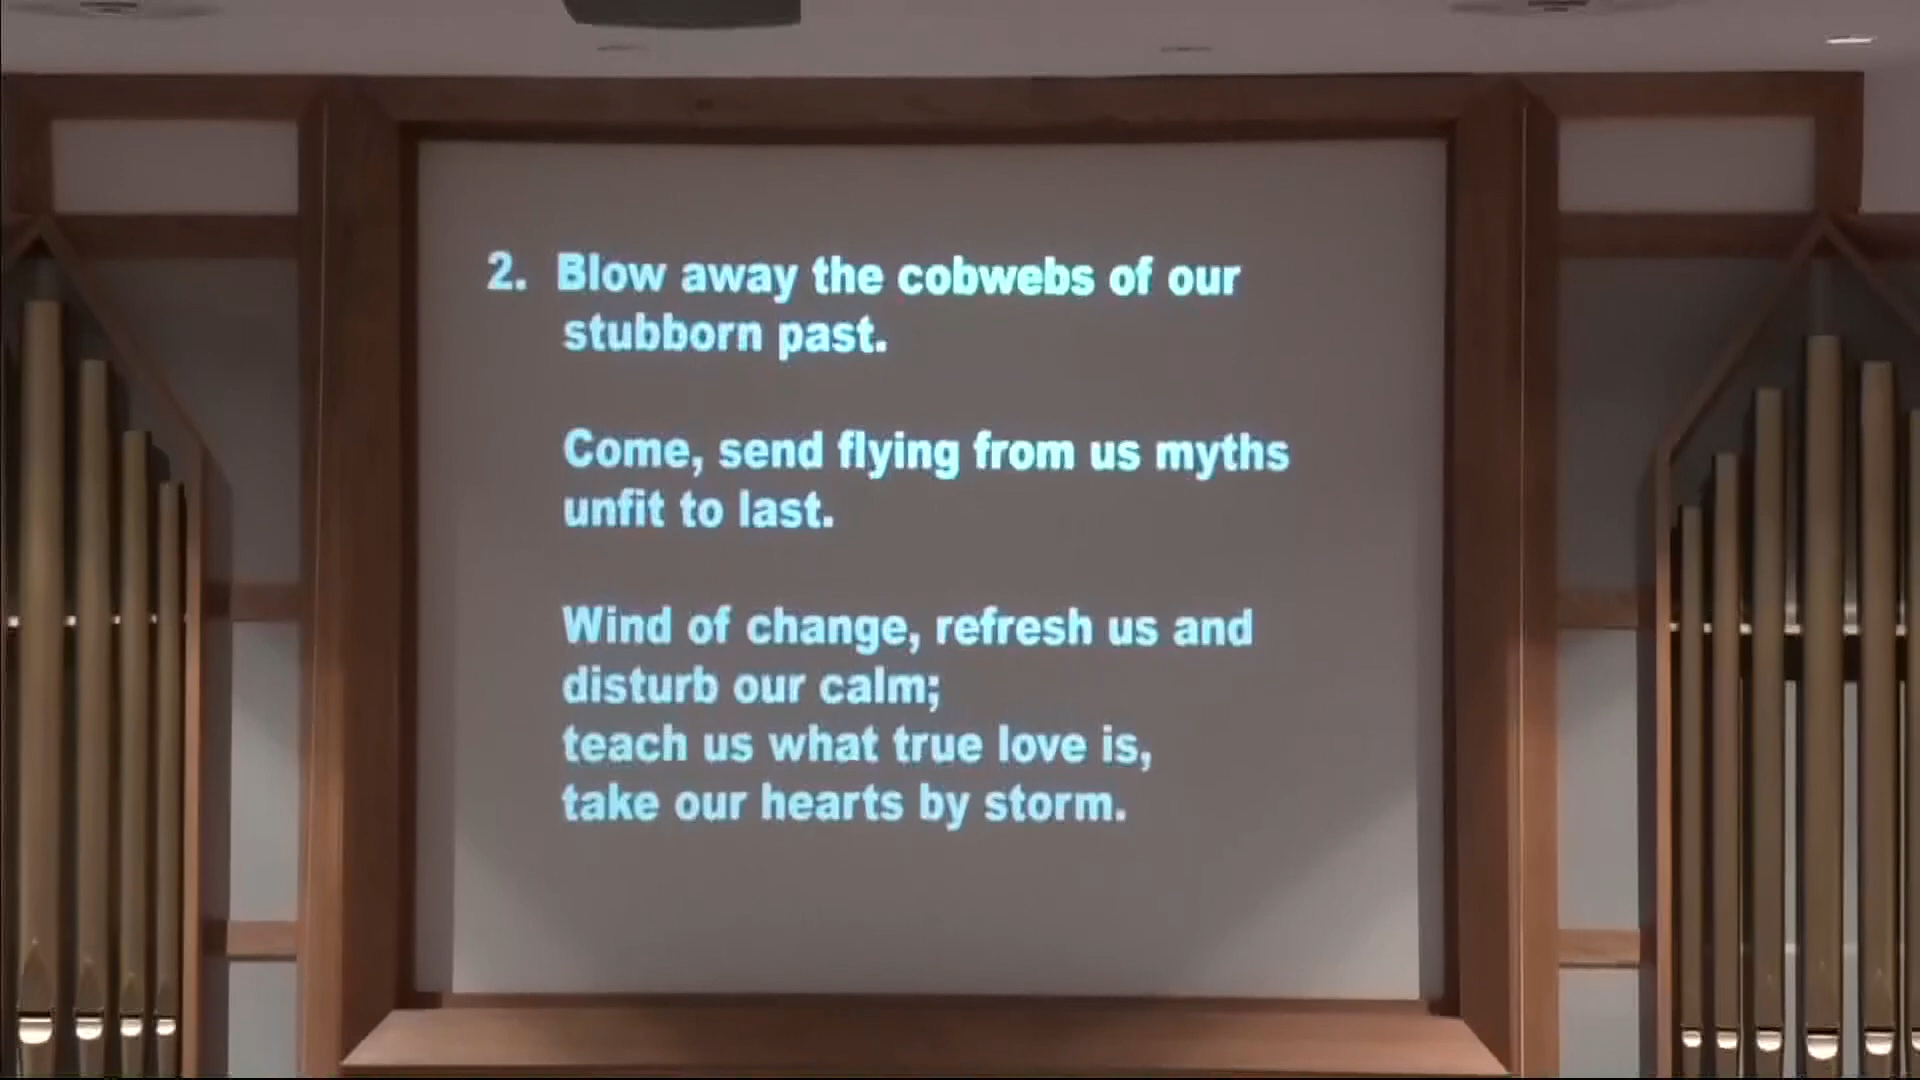 2. Blow away the cobwebs of our
stubborn past.
Come, send flying from us myths
unfit to last.
Wind of change, refresh us and
disturb our calm;
teach us what true love is,
take our hearts by storm.